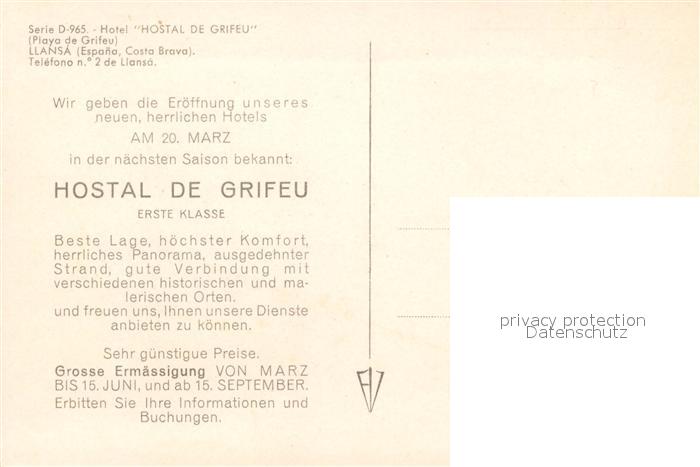 Serie D-965. - Hotel "HOSTAL DE GRIFEU"
(Playa de Grifeu)
LLANSÁ (España, Costa Brava).
Teléfono n.º 2 de Llansá.
Wir geben die Eröffnung unseres
neuen, herrlichen Hotels
AM 20. MARZ
in der nächsten Saison bekannt:
HOSTAL DE GRIFEU
ERSTE KLASSE
Beste Lage, höchster Komfort,
herrliches Panorama, ausgedehnter
Strand, gute Verbindung mit
verschiedenen historischen und ma-
lerischen Orten.
und freuen uns, Ihnen unsere Dienste
anbieten zu können.
Sehr günstigue Preise.
Grosse Ermässigung VON MARZ
BIS 15. JUNI, und ab 15. SEPTEMBER.
Erbitten Sie Ihre Informationen und
Buchungen.
privacy protection
Datenschutz